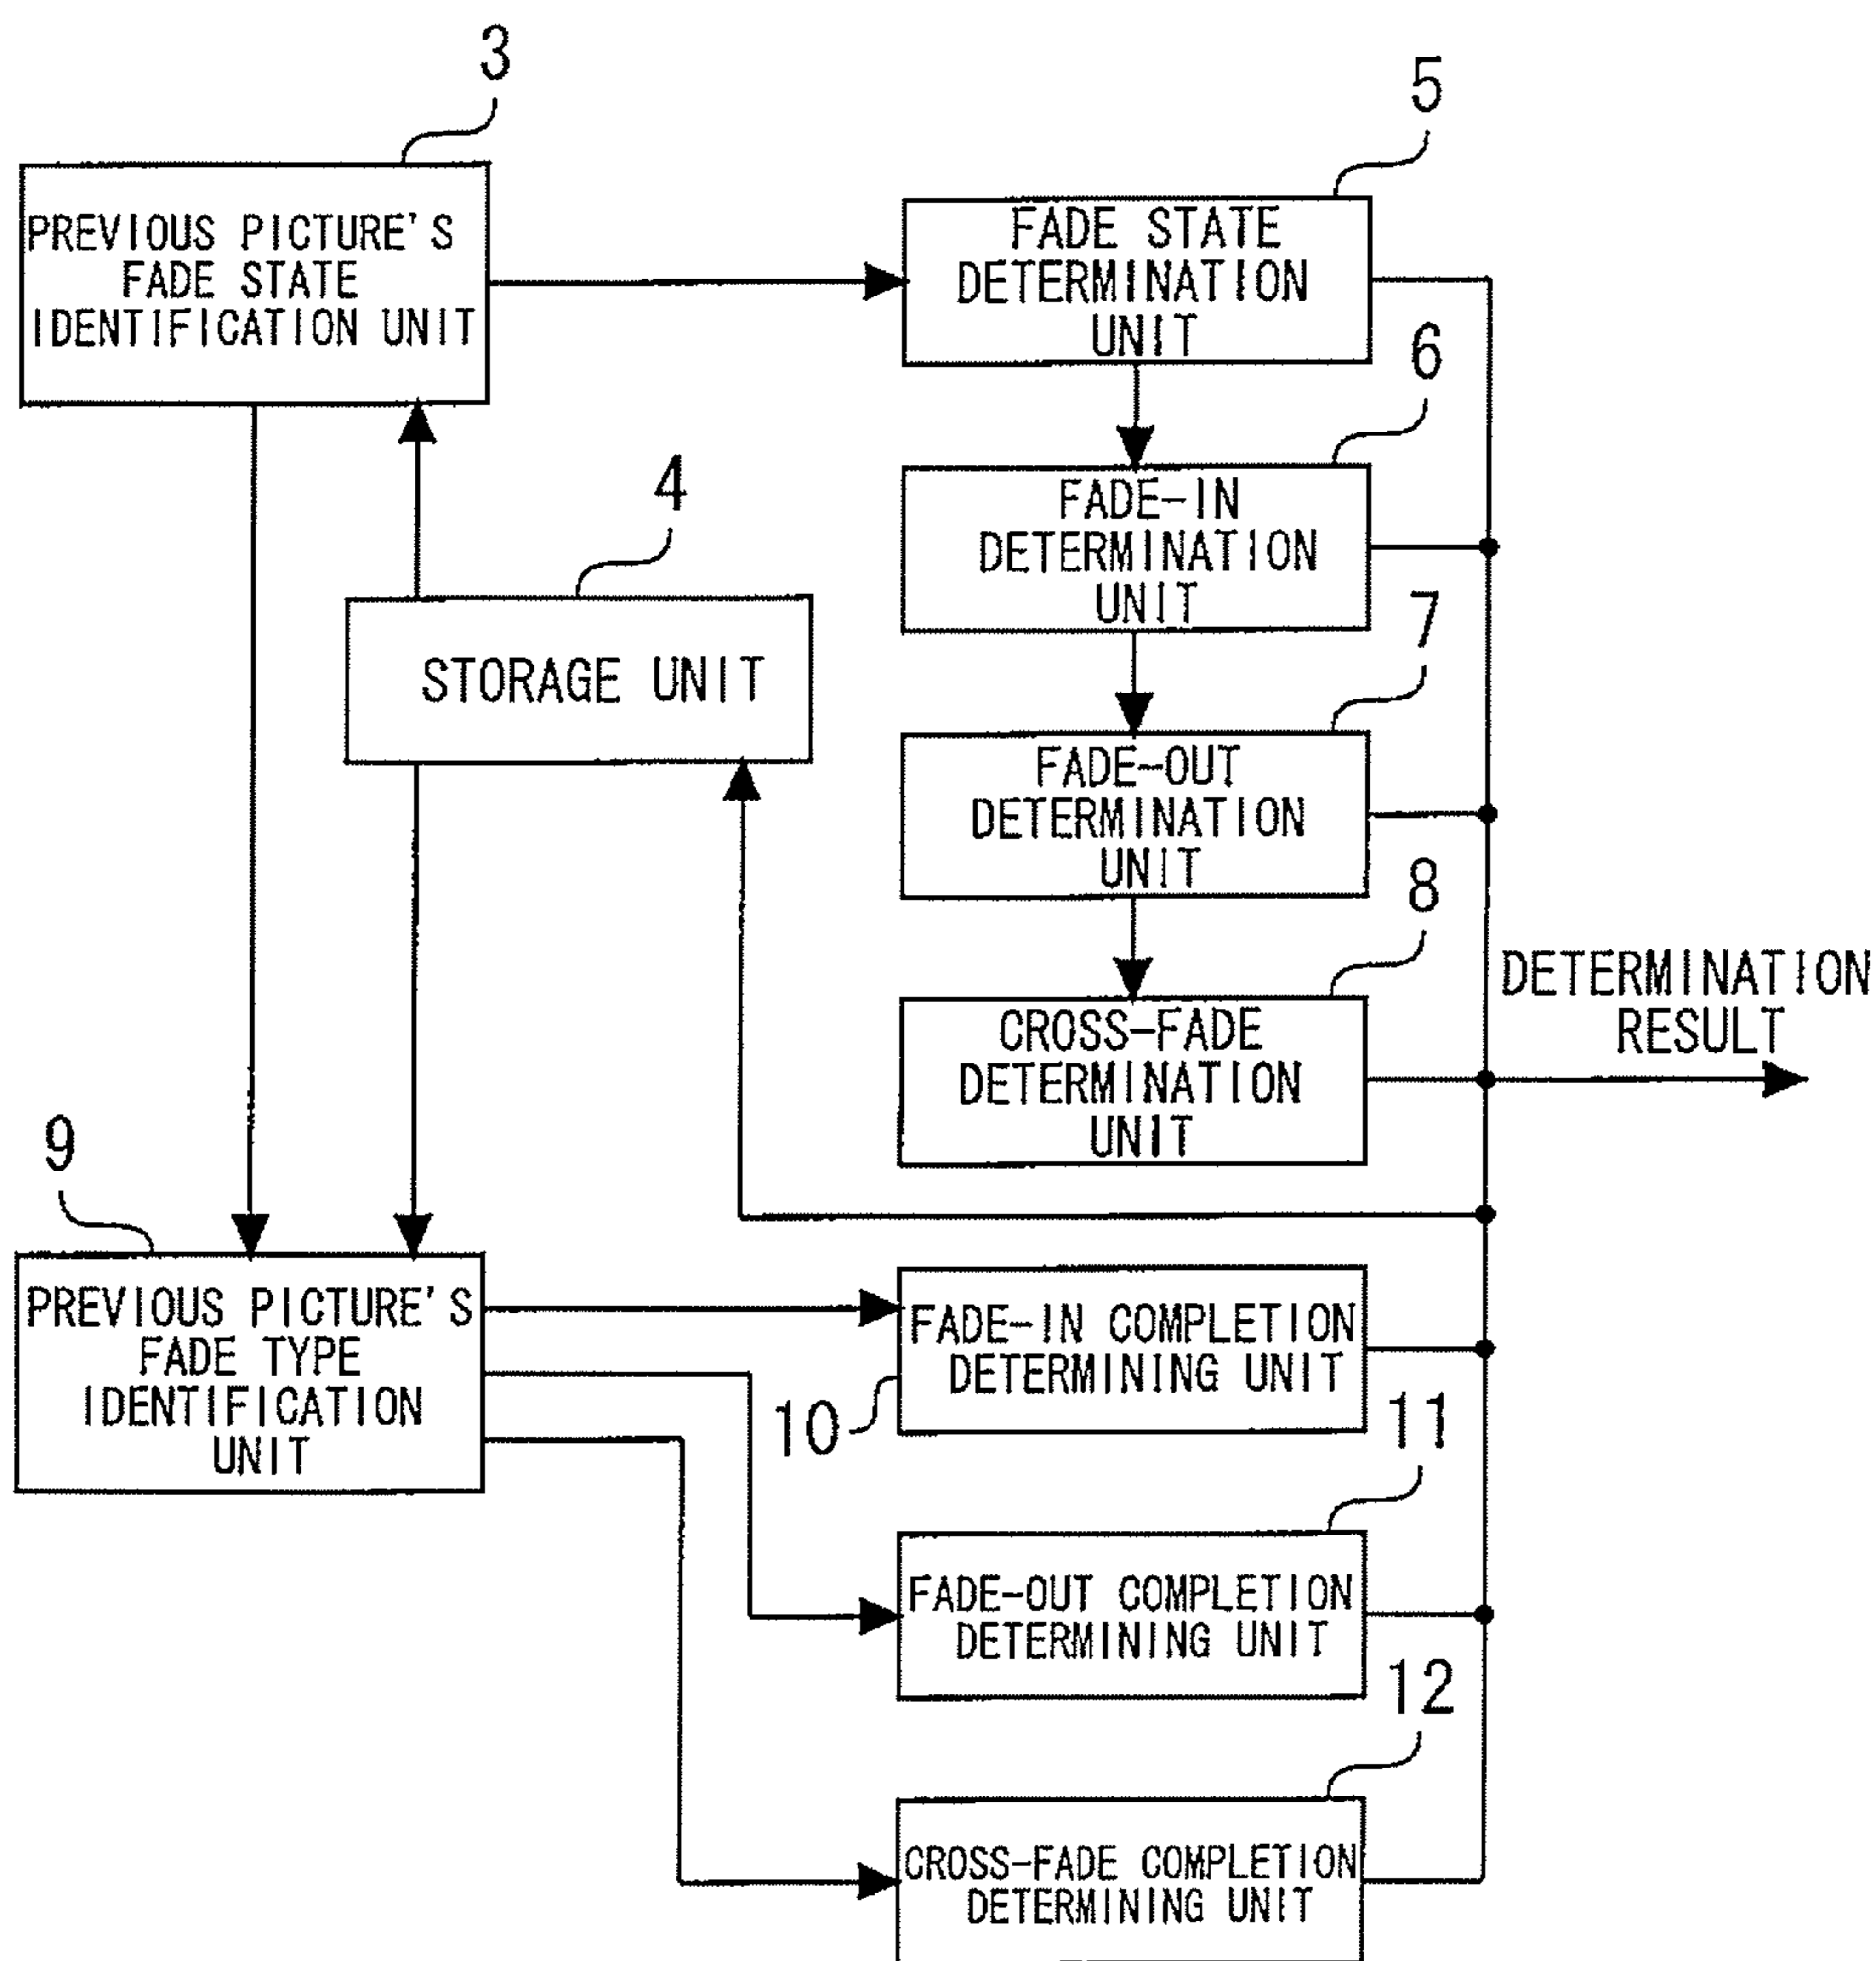 3
PREVIOUS PICTURE'S
FADE STATE
IDENTIFICATION UNIT
5
FADE STATE
DETERMINATION
UNIT
6
FADE-IN
DETERMINATION
UNIT
4
STORAGE UNIT
7
FADE-OUT
DETERMINATION
UNIT
8
CROSS-FADE
DETERMINATION
UNIT
DETERMINATION
RESULT
9
PREVIOUS PICTURE'S
FADE TYPE
IDENTIFICATION
UNIT
10
FADE-IN COMPLETION
DETERMINING UNIT
11
FADE-OUT COMPLETION
DETERMINING UNIT
12
CROSS-FADE COMPLETION
DETERMINING UNIT